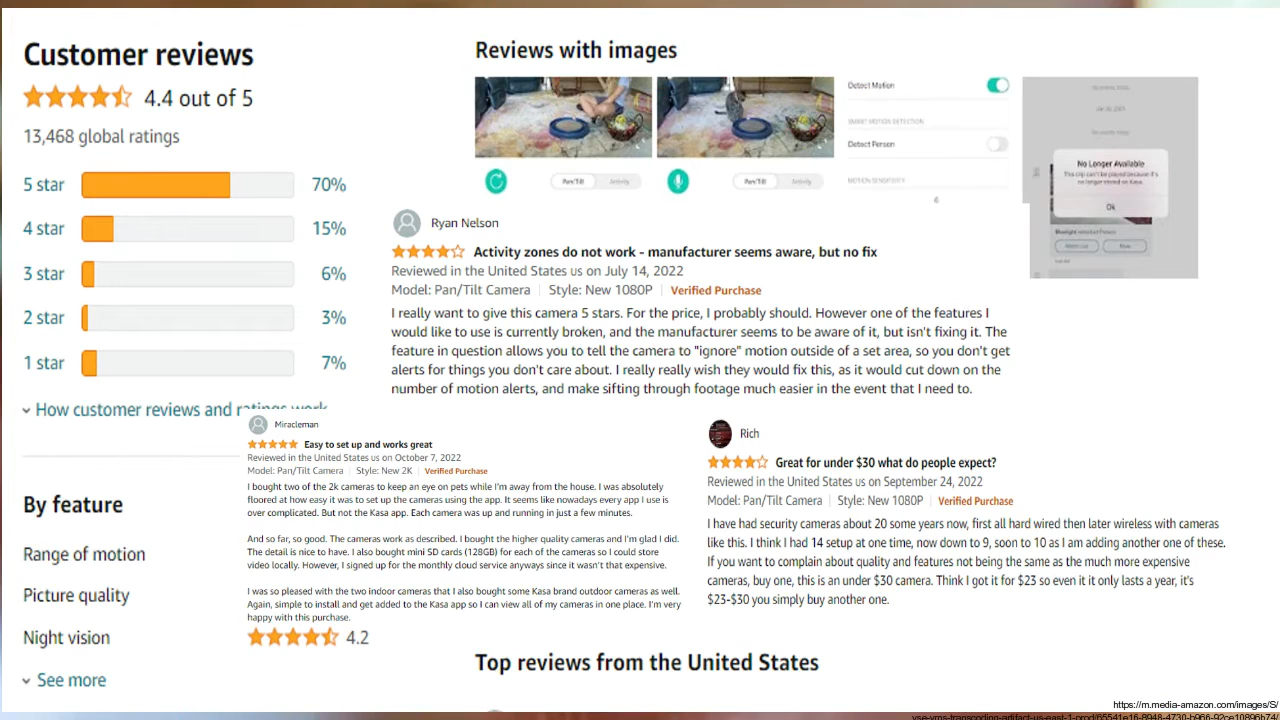 Customer reviews
4.4 out of 5
13,468 global ratings
5 star 70%
4 star 15%
3 star 6%
2 star 3%
1 star 7%
How customer reviews and ratings work
By feature
Range of motion
Picture quality
Night vision
4.2
See more
Reviews with images
Pan/Tilt Activity
Pan/Tilt Activity
Detect Motion
SMART MOTION DETECTION
Detect Person
MOTION SENSITIVITY
6
No Longer Available
This clip can't be played because it's
no longer stored on Kasa.
Ok
Ryan Nelson
Activity zones do not work - manufacturer seems aware, but no fix
Reviewed in the United States us on July 14, 2022
Model: Pan/Tilt Camera | Style: New 1080P | Verified Purchase
I really want to give this camera 5 stars. For the price, I probably should. However one of the features I
would like to use is currently broken, and the manufacturer seems to be aware of it, but isn't fixing it. The
feature in question allows you to tell the camera to "ignore" motion outside of a set area, so you don't get
alerts for things you don't care about. I really really wish they would fix this, as it would cut down on the
number of motion alerts, and make sifting through footage much easier in the event that I need to.
Miracleman
Easy to set up and works great
Reviewed in the United States us on October 7, 2022
Model: Pan/Tilt Camera | Style: New 2K | Verified Purchase
I bought two of the 2k cameras to keep an eye on pets while I'm away from the house. I was absolutely
floored at how easy it was to set up the cameras using the app. It seems like nowadays every app I use is
over complicated. But not the Kasa app. Each camera was up and running in just a few minutes.
And so far, so good. The cameras work as described. I bought the higher quality cameras and I'm glad I did.
The detail is nice to have. I also bought mini SD cards (128GB) for each of the cameras so I could store
video locally. However, I signed up for the monthly cloud service anyways since it wasn't that expensive.
I was so pleased with the two indoor cameras that I also bought some Kasa brand outdoor cameras as well.
Again, simple to install and get added to the Kasa app so I can view all of my cameras in one place. I'm very
happy with this purchase.
Rich
Great for under $30 what do people expect?
Reviewed in the United States us on September 24, 2022
Model: Pan/Tilt Camera | Style: New 1080P | Verified Purchase
I have had security cameras about 20 some years now, first all hard wired then later wireless with cameras
like this. I think I had 14 setup at one time, now down to 9, soon to 10 as I am adding another one of these.
If you want to complain about quality and features not being the same as the much more expensive
cameras, buy one, this is an under $30 camera. Think I got it for $23 so even it it only lasts a year, it's
$23-$30 you simply buy another one.
Top reviews from the United States
https://m.media-amazon.com/images/S/